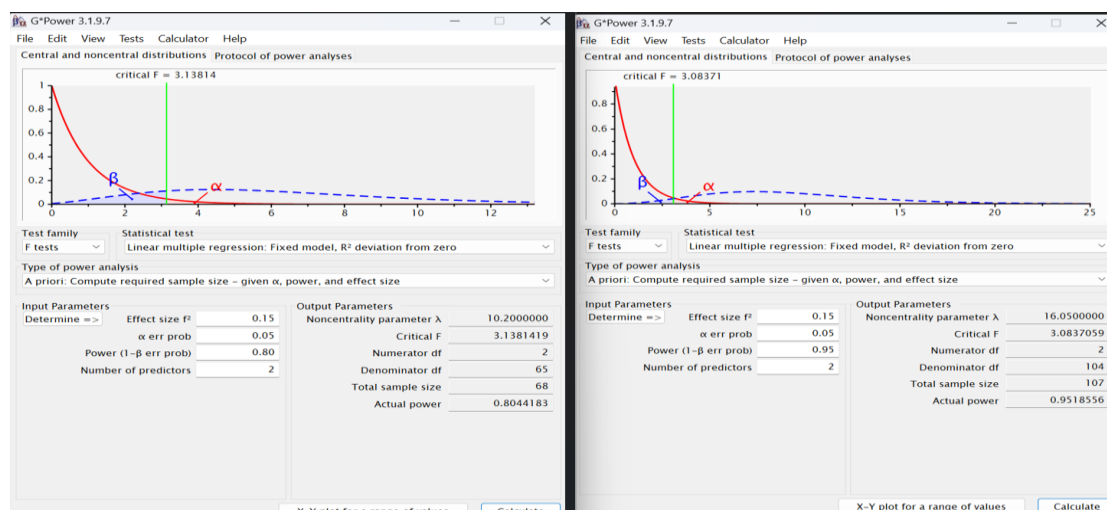 G*Power 3.1.9.7
File Edit View Tests Calculator Help
Central and noncentral distributions Protocol of power analyses
critical F = 3.13814
1
0.8
0.6
0.4
0.2
0
β
α
0 2 4 6 8 10 12
Test family Statistical test
F tests Linear multiple regression: Fixed model, R² deviation from zero
Type of power analysis
A priori: Compute required sample size – given α, power, and effect size
Input Parameters Output Parameters
Determine => Effect size f² 0.15 Noncentrality parameter λ 10.2000000
α err prob 0.05 Critical F 3.1381419
Power (1-β err prob) 0.80 Numerator df 2
Number of predictors 2 Denominator df 65
Total sample size 68
Actual power 0.8044183
X-Y plot for a range of values Calculate
G*Power 3.1.9.7
File Edit View Tests Calculator Help
Central and noncentral distributions Protocol of power analyses
critical F = 3.08371
0.8
0.6
0.4
0.2
0
β
α
0 5 10 15 20 25
Test family Statistical test
F tests Linear multiple regression: Fixed model, R² deviation from zero
Type of power analysis
A priori: Compute required sample size – given α, power, and effect size
Input Parameters Output Parameters
Determine => Effect size f² 0.15 Noncentrality parameter λ 16.0500000
α err prob 0.05 Critical F 3.0837059
Power (1-β err prob) 0.95 Numerator df 2
Number of predictors 2 Denominator df 104
Total sample size 107
Actual power 0.9518556
X-Y plot for a range of values Calculate